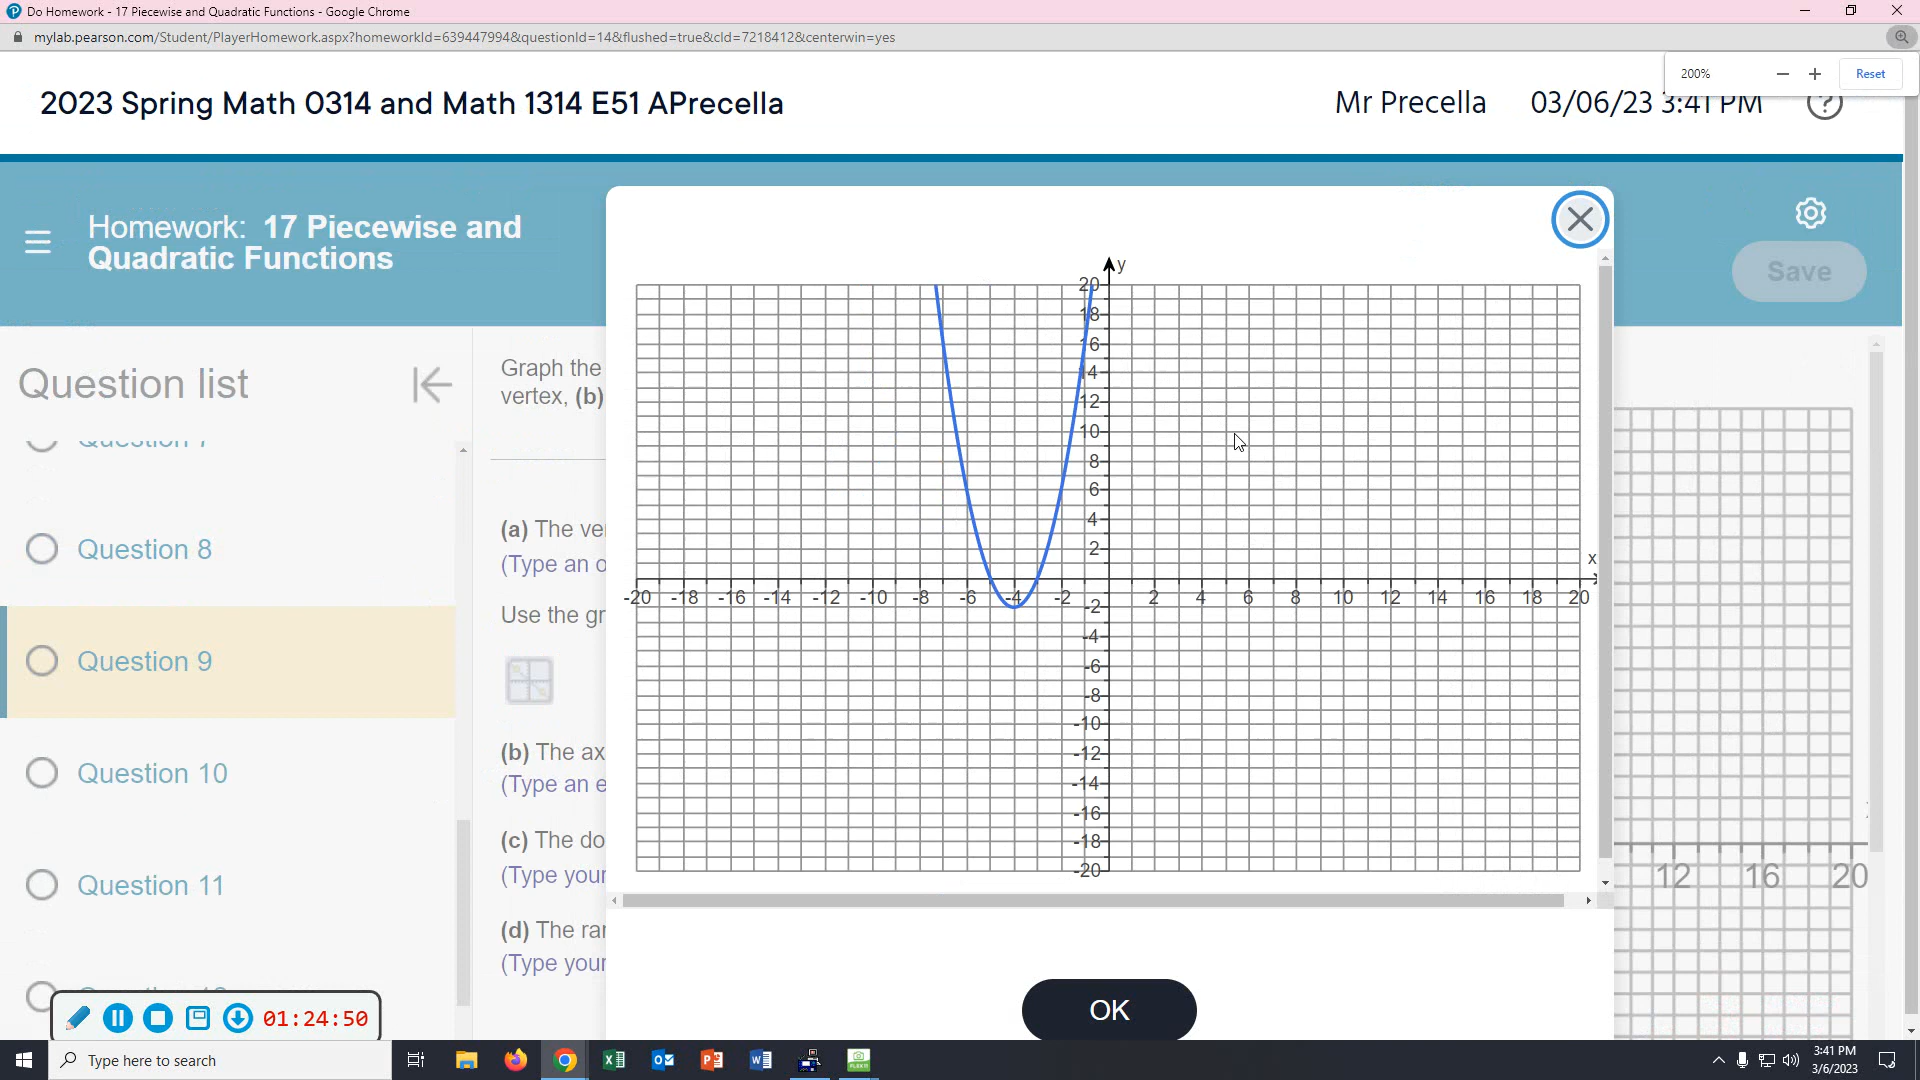 Do Homework - 17 Piecewise and Quadratic Functions - Google Chrome
mylab.pearson.com/Student/PlayerHomework.aspx?homeworkId=639447994&questionId=14&flushed=true&cId=7218412&centerwin=yes
200%
Reset
2023 Spring Math 0314 and Math 1314 E51 APrecella
Mr Precella
03/06/23 3:41 PM
?
Homework: 17 Piecewise and
Quadratic Functions
Save
Question list
Question 7
Question 8
Question 9
Question 10
Question 11
Graph the
vertex, (b)
(a) The ve
(Type an o
Use the gr
(b) The ax
(Type an e
(c) The do
(Type your
(d) The ra
(Type your
y
20
18
16
14
12
10
8
6
4
2
x
-20 -18 -16 -14 -12 -10 -8 -6 -4 -2 2 4 6 8 10 12 14 16 18 20
-2
-4
-6
-8
-10
-12
-14
-16
-18
-20
12 16 20
OK
01:24:50
Type here to search
3:41 PM
3/6/2023